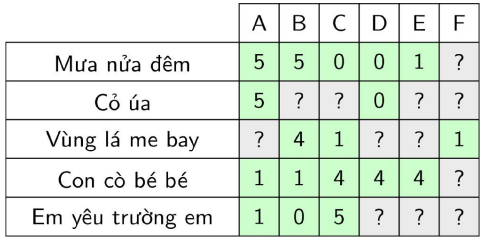 A B C D E F
Mưa nửa đêm 5 5 0 0 1 ?
Cỏ úa 5 ? ? 0 ? ?
Vùng lá me bay ? 4 1 ? ? 1
Con cò bé bé 1 1 4 4 4 ?
Em yêu trường em 1 0 5 ? ? ?